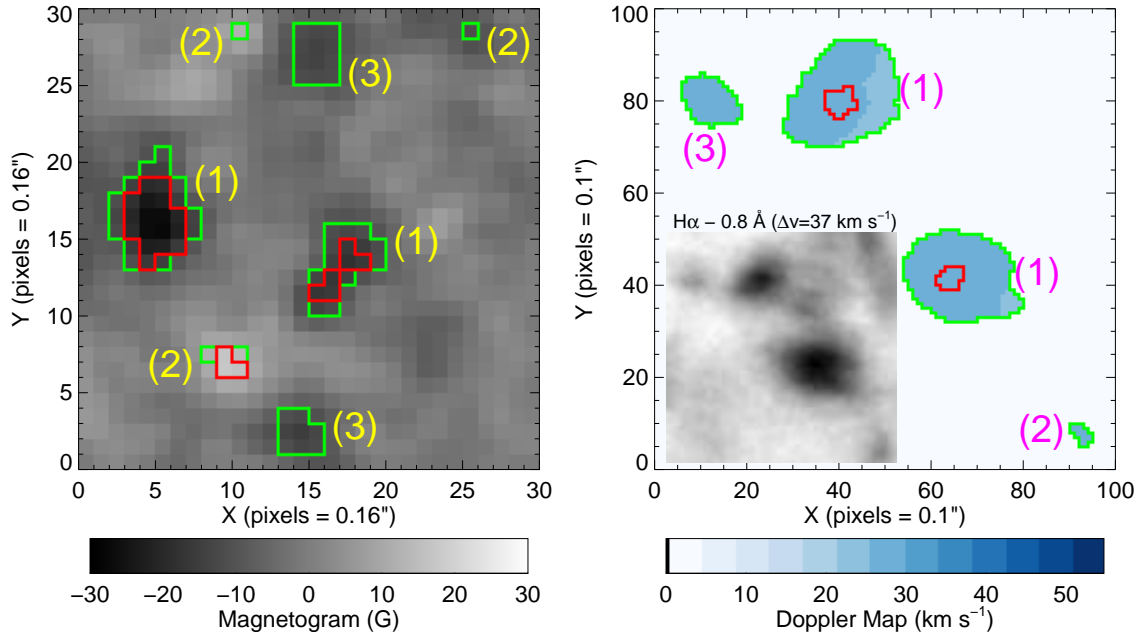 30
25
20
15
10
5
0
Y (pixels = 0.16")
(2)
(3)
(2)
(1)
(1)
(2)
(3)
0 5 10 15 20 25 30
X (pixels = 0.16")
−30 −20 −10 0 10 20 30
Magnetogram (G)
100
80
60
40
20
0
Y (pixels = 0.1")
(1)
(3)
Hα − 0.8 Å (Δv=37 km s⁻¹)
(1)
(2)
0 20 40 60 80 100
X (pixels = 0.1")
0 10 20 30 40 50
Doppler Map (km s⁻¹)